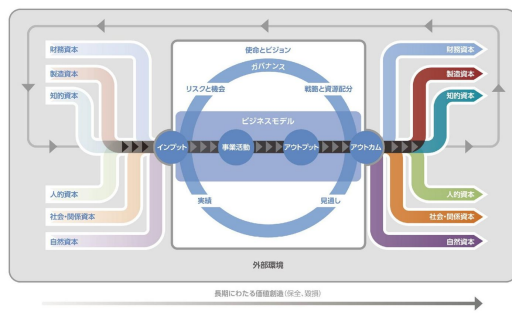 使命とビジョン
財務資本
ガバナンス
財務資本
製造資本
リスクと機会
戦略と資源配分
製造資本
知的資本
知的資本
ビジネスモデル
インプット
事業活動
アウトプット
アウトカム
人的資本
実績
見通し
人的資本
社会・関係資本
社会・関係資本
自然資本
自然資本
外部環境
長期にわたる価値創造(保全、毀損)